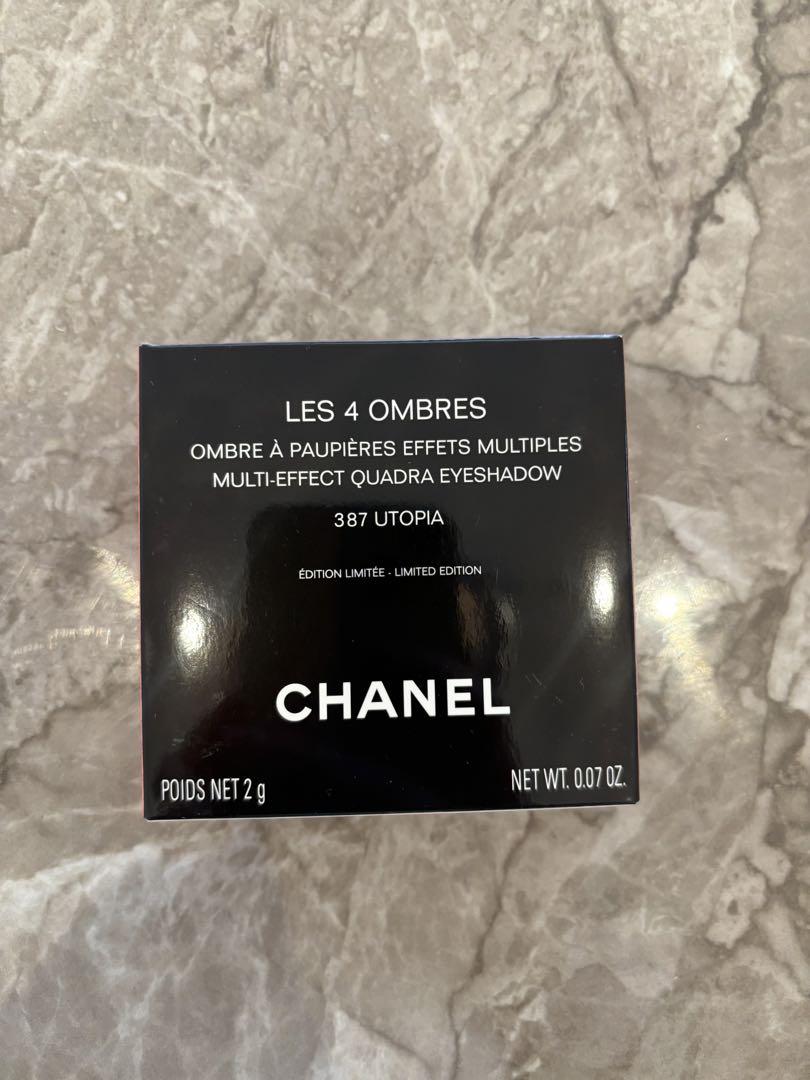 LES 4 OMBRES
OMBRE À PAUPIÈRES EFFETS MULTIPLES
MULTI-EFFECT QUADRA EYESHADOW
387 UTOPIA
ÉDITION LIMITÉE - LIMITED EDITION
CHANEL
POIDS NET 2 g NET WT. 0.07 OZ.